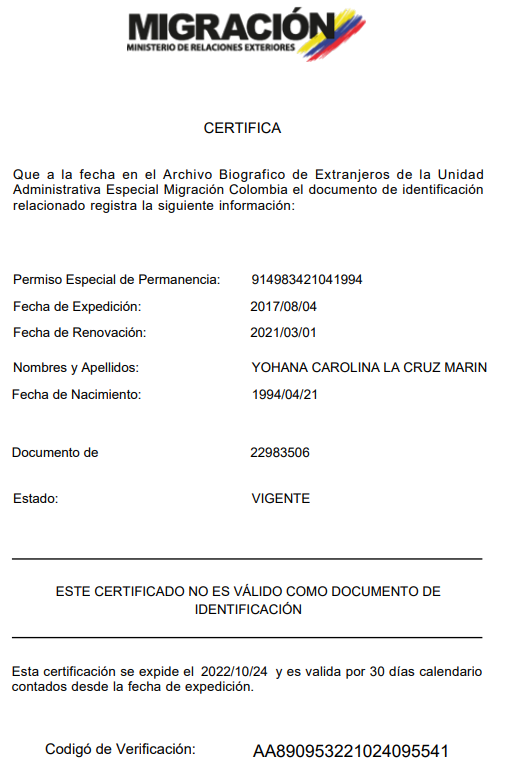 MIGRACIÓN
MINISTERIO DE RELACIONES EXTERIORES
CERTIFICA
Que a la fecha en el Archivo Biografico de Extranjeros de la Unidad
Administrativa Especial Migración Colombia el documento de identificación
relacionado registra la siguiente información:
Permiso Especial de Permanencia: 914983421041994
Fecha de Expedición: 2017/08/04
Fecha de Renovación: 2021/03/01
Nombres y Apellidos: YOHANA CAROLINA LA CRUZ MARIN
Fecha de Nacimiento: 1994/04/21
Documento de 22983506
Estado: VIGENTE
ESTE CERTIFICADO NO ES VÁLIDO COMO DOCUMENTO DE
IDENTIFICACIÓN
Esta certificación se expide el 2022/10/24 y es valida por 30 días calendario
contados desde la fecha de expedición.
Codigó de Verificación: AA890953221024095541